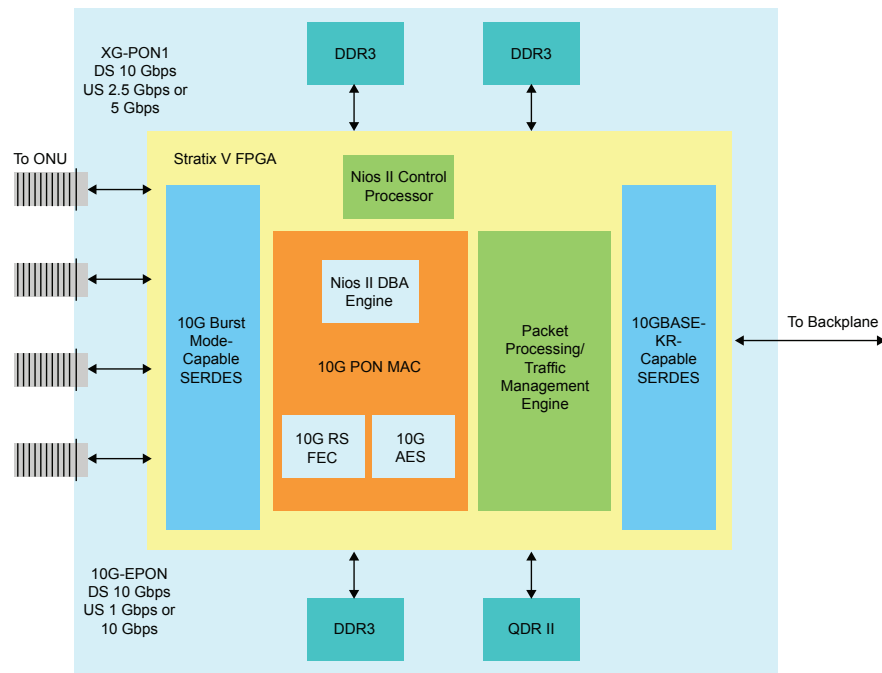 XG-PON1
DS 10 Gbps
US 2.5 Gbps or
5 Gbps
DDR3
DDR3
To ONU
Stratix V FPGA
Nios II Control
Processor
10G Burst
Mode-
Capable
SERDES
Nios II DBA
Engine
10G PON MAC
10G RS
FEC
10G
AES
Packet
Processing/
Traffic
Management
Engine
10GBASE-
KR-
Capable
SERDES
To Backplane
10G-EPON
DS 10 Gbps
US 1 Gbps or
10 Gbps
DDR3
QDR II